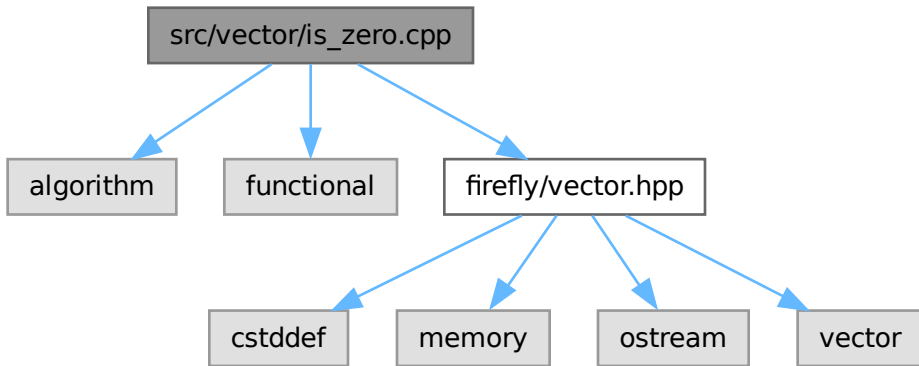 src/vector/is_zero.cpp
algorithm
functional
firefly/vector.hpp
cstddef
memory
ostream
vector